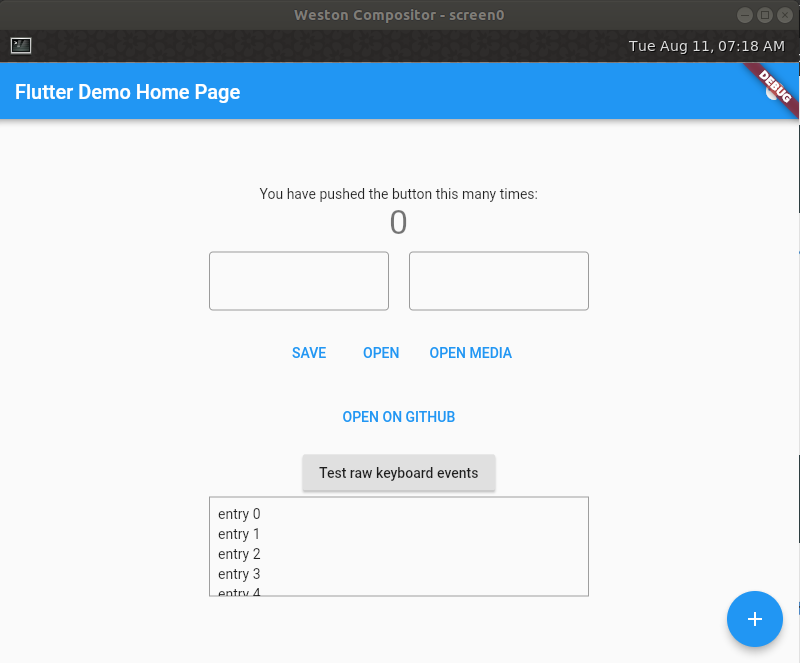 Weston Compositor - screen0
Tue Aug 11, 07:18 AM
Flutter Demo Home Page
DEBUG
You have pushed the button this many times:
0
SAVE OPEN OPEN MEDIA
OPEN ON GITHUB
Test raw keyboard events
entry 0
entry 1
entry 2
entry 3
entry 4